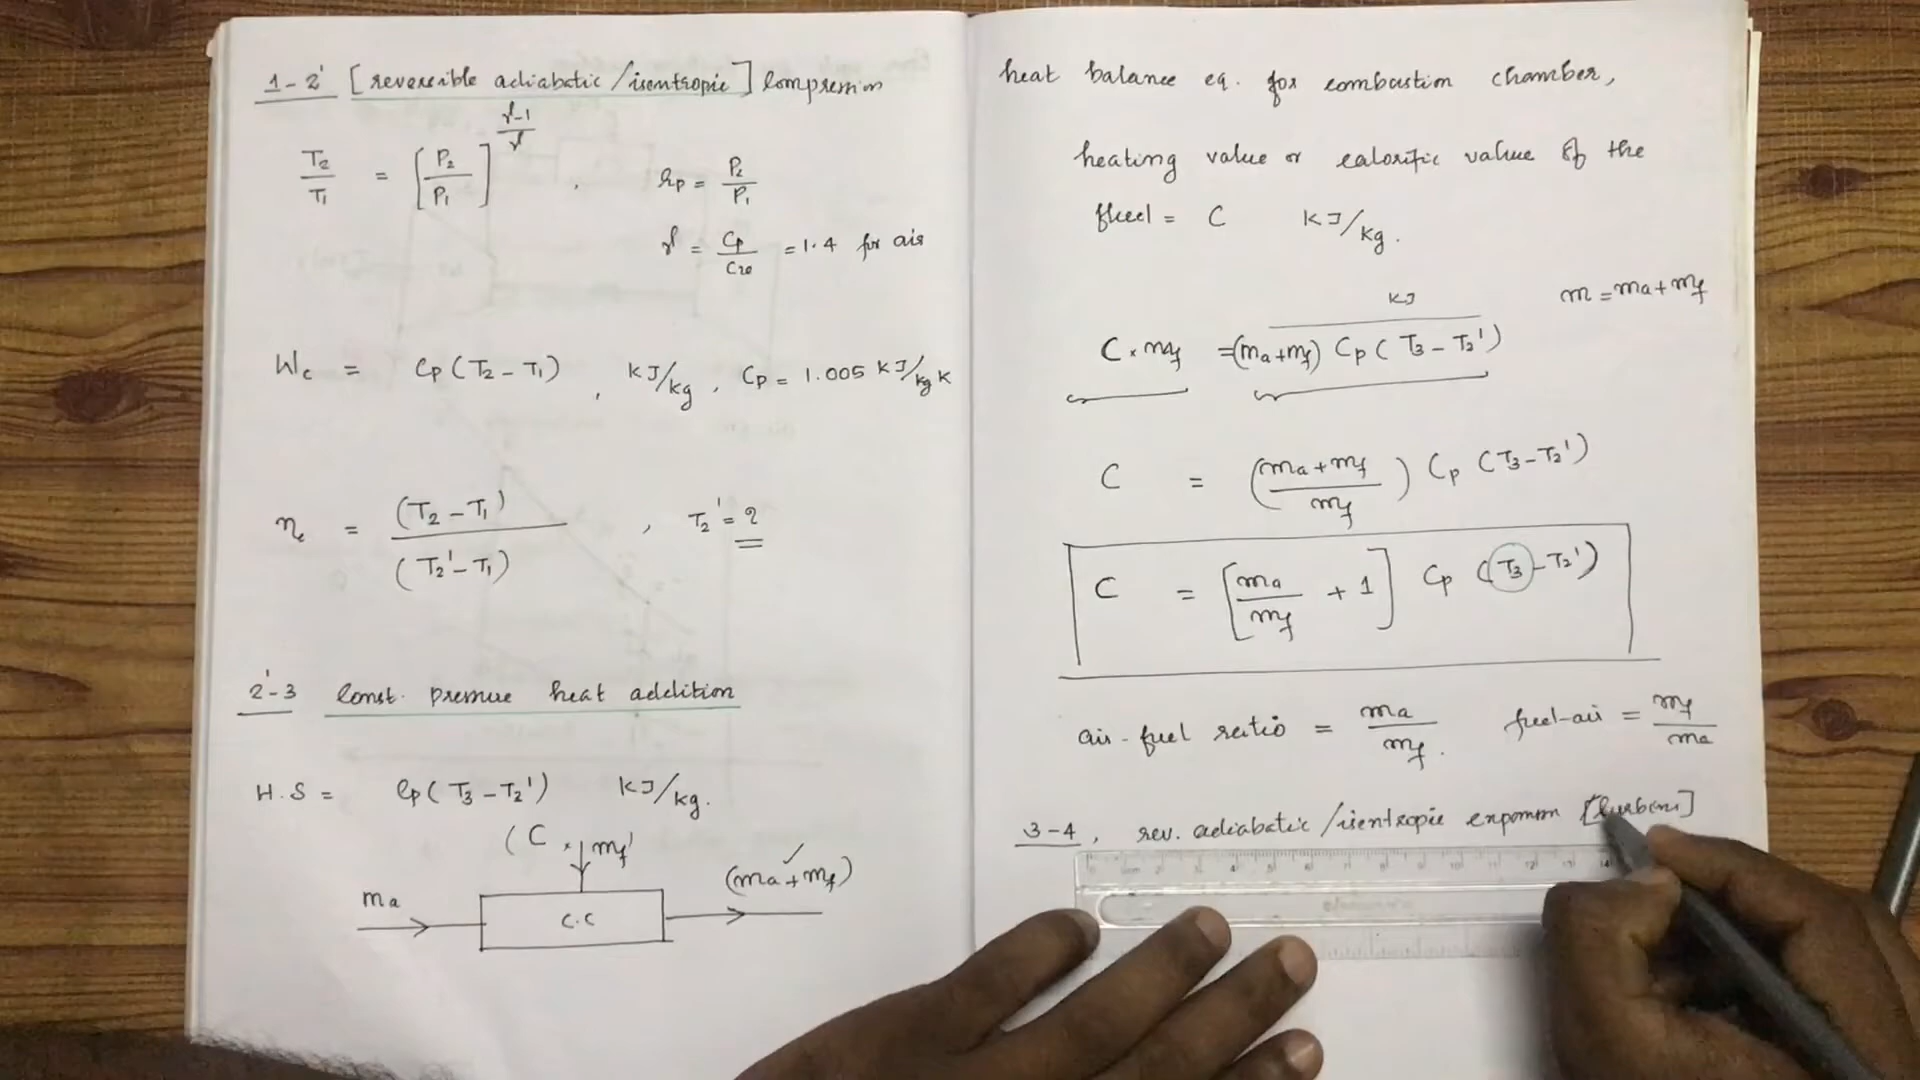 1-2' [reversible adiabatic/isentropic] Compression
T2/T1 = [P2/P1]^(γ-1)/γ , rp = P2/P1
γ = Cp/Cv = 1.4 for air
Wc = Cp(T2-T1) , KJ/kg , Cp = 1.005 KJ/kg K
ηc = (T2-T1)/(T2'-T1) , T2' = ?
2'-3 Const. pressure heat addition
H.S = Cp(T3-T2') KJ/kg.
(C × mf)
ma
C.C
(ma+mf)
heat balance eq. for combustion chamber,
heating value or calorific value of the
fuel = C KJ/kg.
KJ
m = ma+mf
C × mf = (ma+mf) Cp (T3-T2')
C = (ma+mf/mf) Cp (T3-T2')
C = [ma/mf + 1] Cp (T3-T2')
air-fuel ratio = ma/mf. fuel-air = mf/ma
3-4, rev. adiabatic/isentropic expansion [turbine]